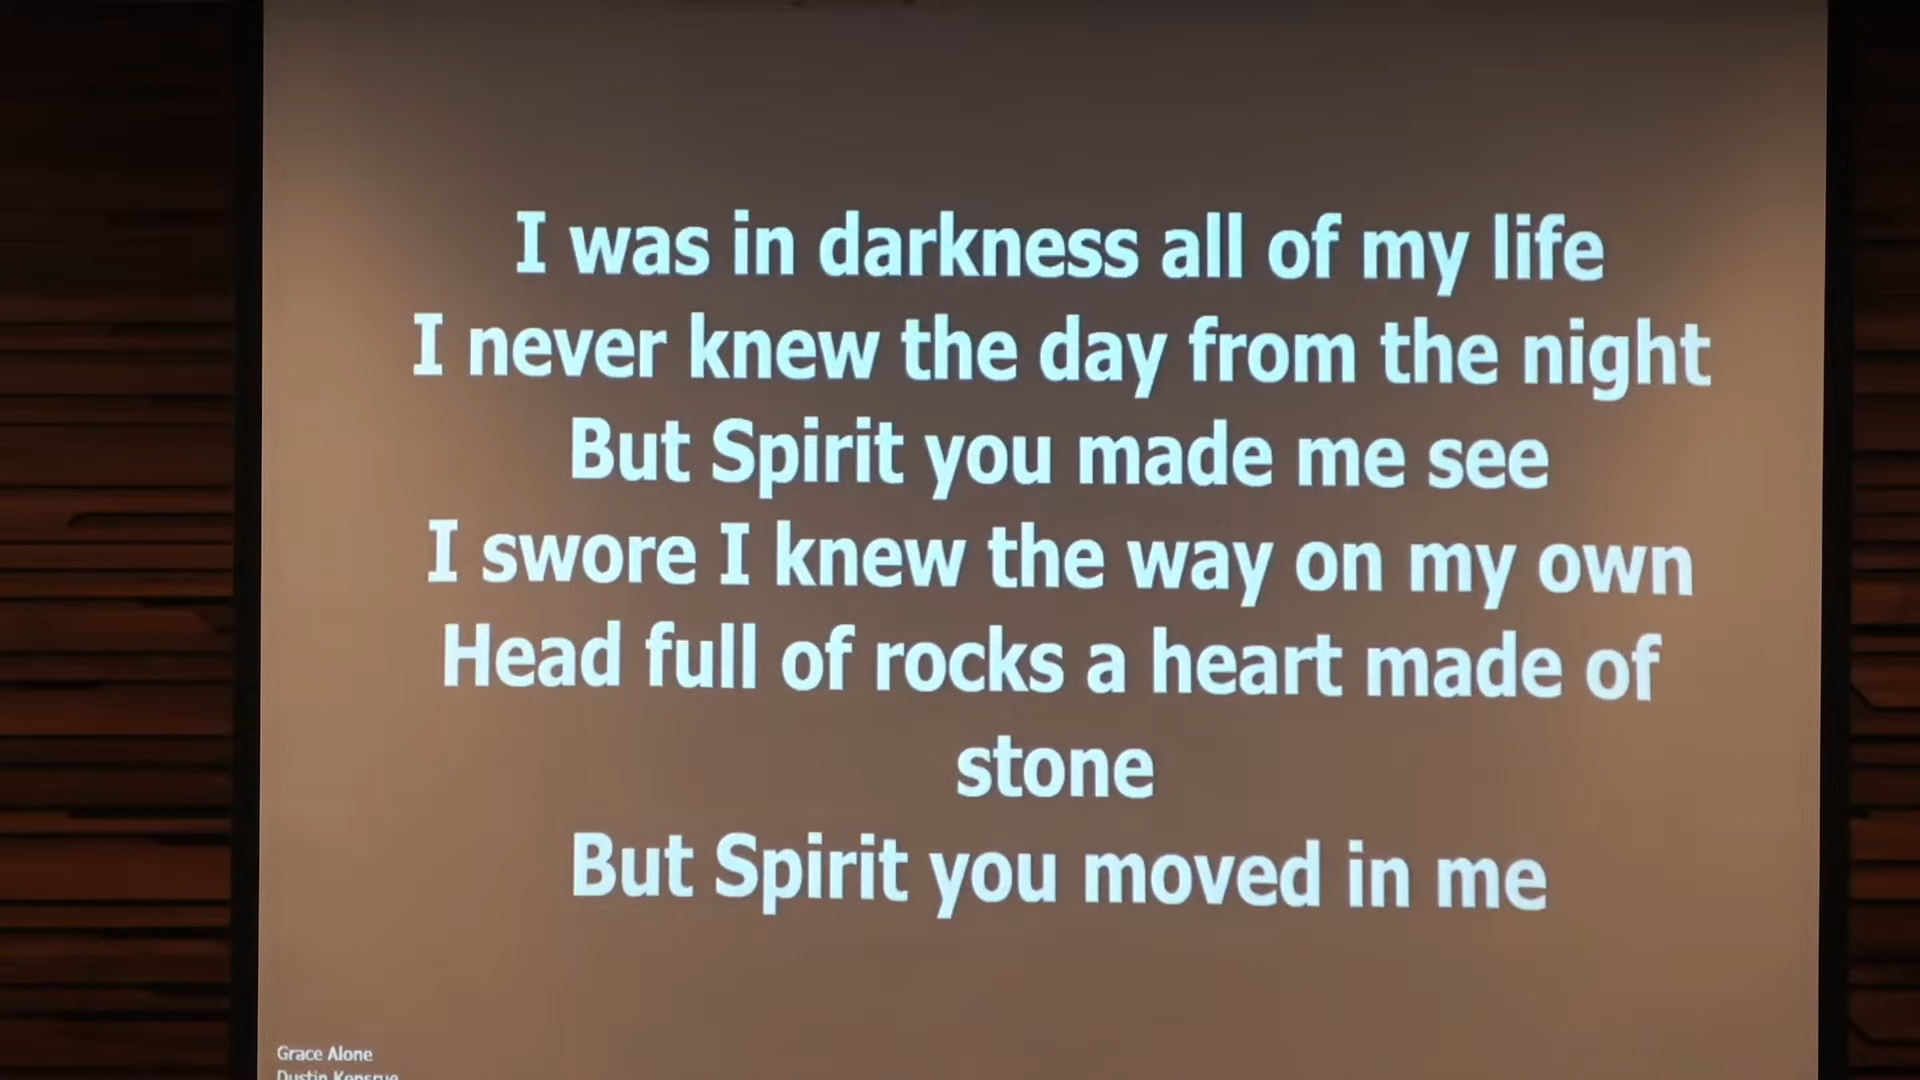 I was in darkness all of my life
I never knew the day from the night
But Spirit you made me see
I swore I knew the way on my own
Head full of rocks a heart made of
stone
But Spirit you moved in me
Grace Alone
Dustin Kensrue